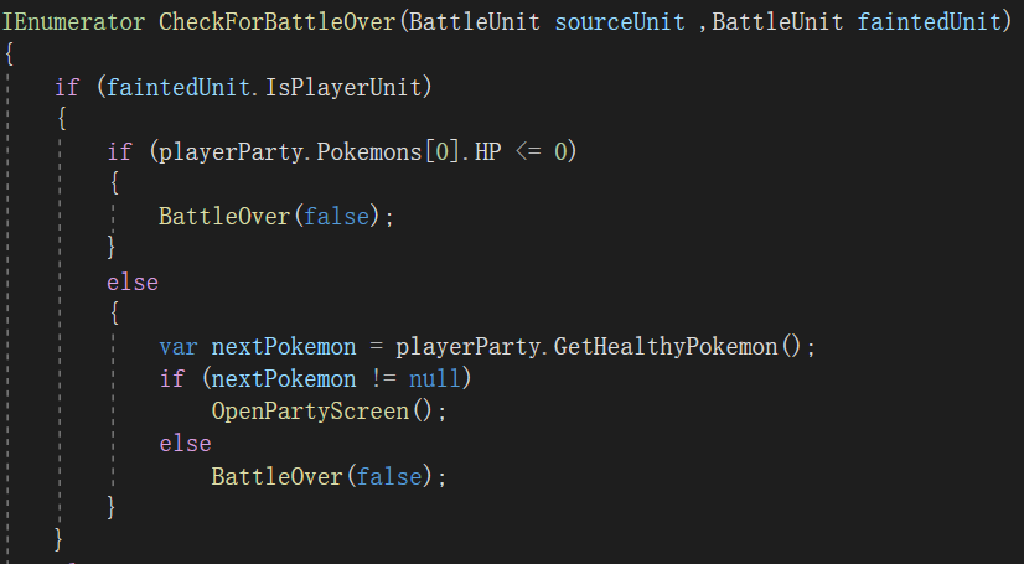 IEnumerator CheckForBattleOver(BattleUnit sourceUnit ,BattleUnit faintedUnit)
{
if (faintedUnit.IsPlayerUnit)
{
if (playerParty.Pokemons[0].HP <= 0)
{
BattleOver(false);
}
else
{
var nextPokemon = playerParty.GetHealthyPokemon();
if (nextPokemon != null)
OpenPartyScreen();
else
BattleOver(false);
}
}